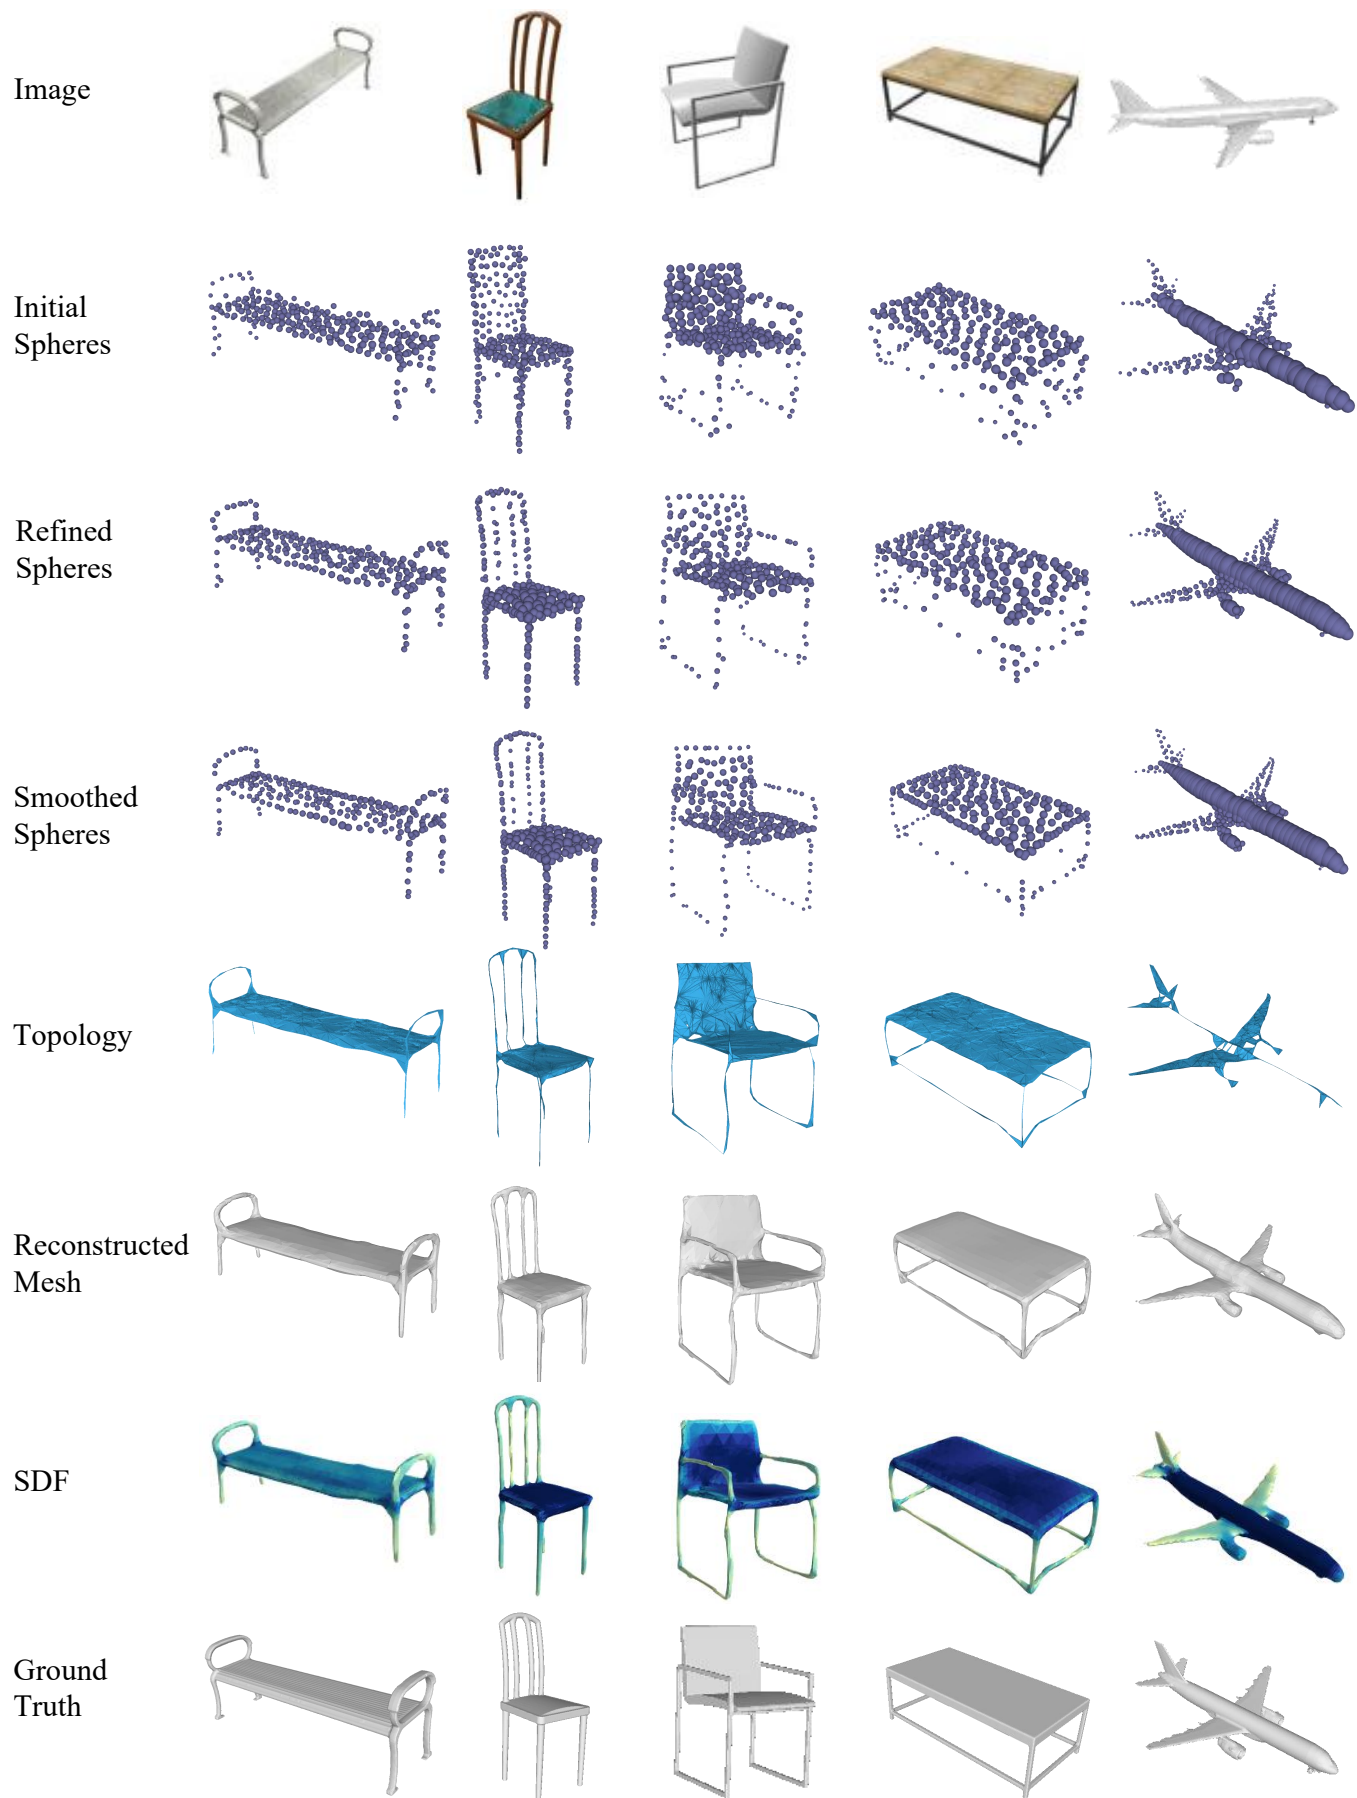 Image
Initial
Spheres
Refined
Spheres
Smoothed
Spheres
Topology
Reconstructed
Mesh
SDF
Ground
Truth